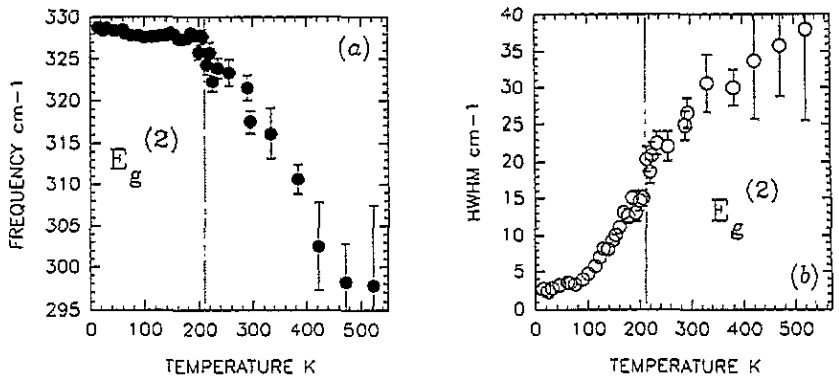 330
325
320
315
310
305
300
295
FREQUENCY cm-1
(a)
E_g^(2)
0 100 200 300 400 500
TEMPERATURE K
40
35
30
25
20
15
10
5
0
HWHM cm-1
E_g^(2)
(b)
0 100 200 300 400 500
TEMPERATURE K